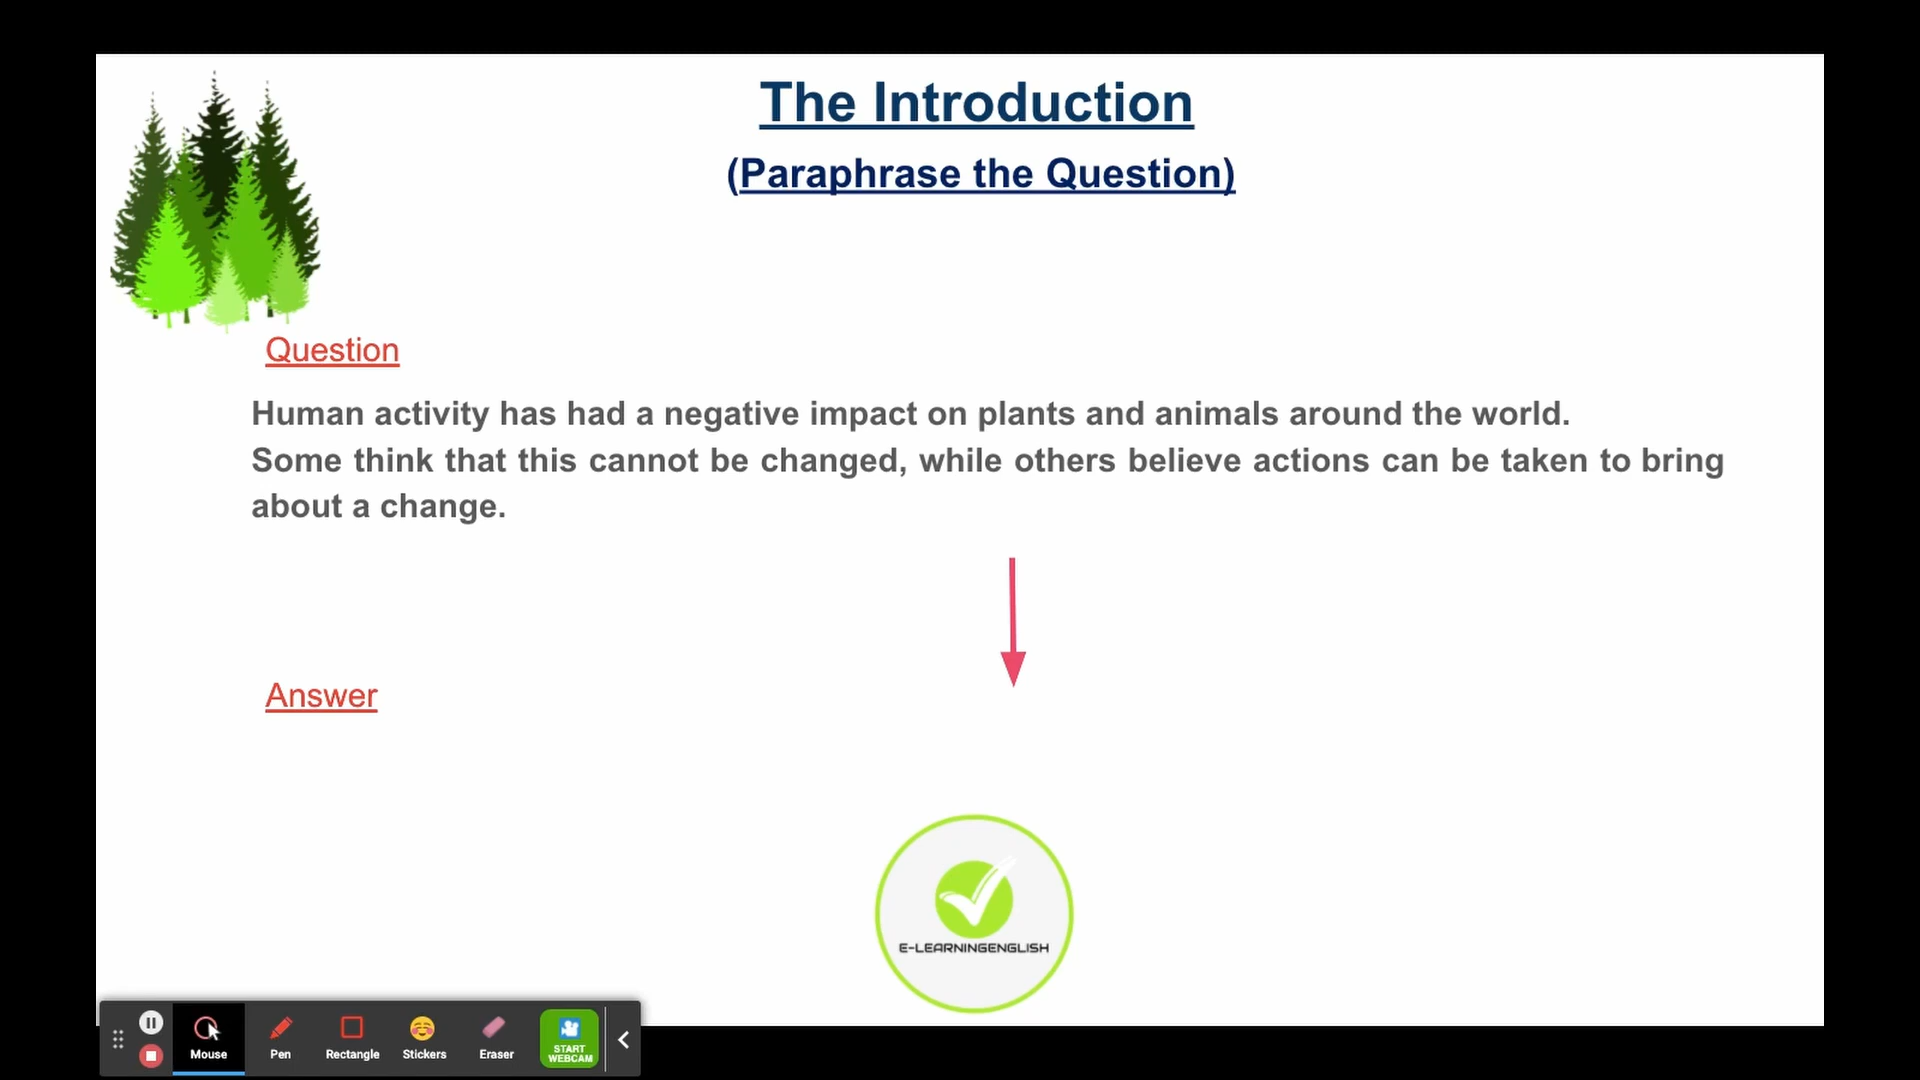 The Introduction
(Paraphrase the Question)
Question
Human activity has had a negative impact on plants and animals around the world.
Some think that this cannot be changed, while others believe actions can be taken to bring
about a change.
Answer
E-LEARNINGENGLISH
Mouse
Pen
Rectangle
Stickers
Eraser
START
WEBCAM